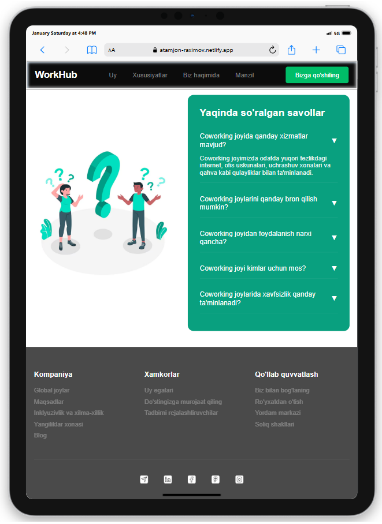 January Saturday at 4:48 PM
5G
AA
atamjon-raximov.netlify.app
WorkHub
Uy
Xususiyatlar
Biz haqimizda
Manzil
Bizga qo'shiling
Yaqinda so'ralgan savollar
Coworking joyida qanday xizmatlar
mavjud?
Coworking joyimizda odatda yuqori tezlikdagi
internet, ofis uskunalari, uchrashuv xonalari va
qahva kabi qulayliklar bilan ta'minlanadi.
Coworking joylarini qanday bron qilish
mumkin?
Coworking joyidan foydalanish narxi
qancha?
Coworking joyi kimlar uchun mos?
Coworking joylarida xavfsizlik qanday
ta'minlanadi?
Kompaniya
Global joylar
Maqsadlar
Inklyuzivlik va xilma-xillik
Yangiliklar xonasi
Blog
Xamkorlar
Uy egalari
Do'stingizga murojaat qiling
Tadbirni rejalashtiruvchilar
Qo'llab quvvatlash
Biz bilan bog'laning
Ro'yxatdan o'tish
Yordam markazi
Soliq shakllari